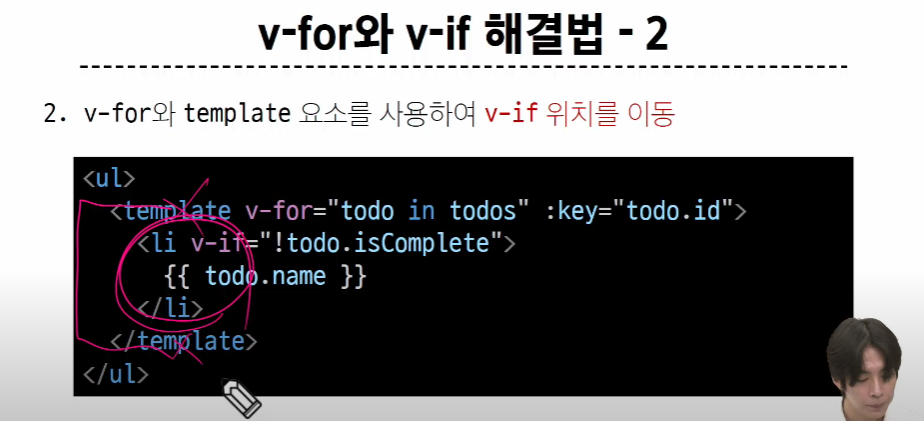 v-for와 v-if 해결법 - 2
2. v-for와 template 요소를 사용하여 v-if 위치를 이동
<ul>
<template v-for="todo in todos" :key="todo.id">
<li v-if="!todo.isComplete">
{{ todo.name }}
</li>
</template>
</ul>